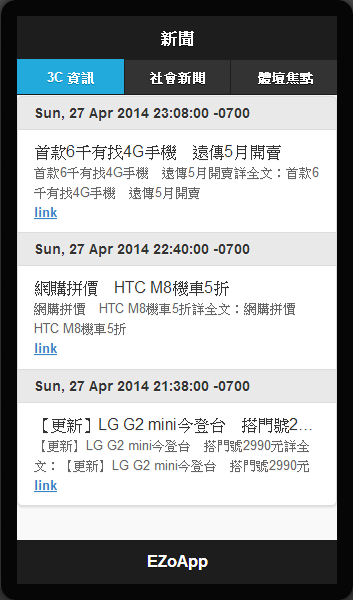 新聞
3C 資訊 社會新聞 體壇焦點
Sun, 27 Apr 2014 23:08:00 -0700
首款6千有找4G手機 遠傳5月開賣
首款6千有找4G手機 遠傳5月開賣詳全文：首款6
千有找4G手機 遠傳5月開賣
link
Sun, 27 Apr 2014 22:40:00 -0700
網購拼價 HTC M8機車5折
網購拼價 HTC M8機車5折詳全文：網購拼價
HTC M8機車5折
link
Sun, 27 Apr 2014 21:38:00 -0700
【更新】LG G2 mini今登台 搭門號2…
【更新】LG G2 mini今登台 搭門號2990元詳全
文：【更新】LG G2 mini今登台 搭門號2990元
link
EZoApp